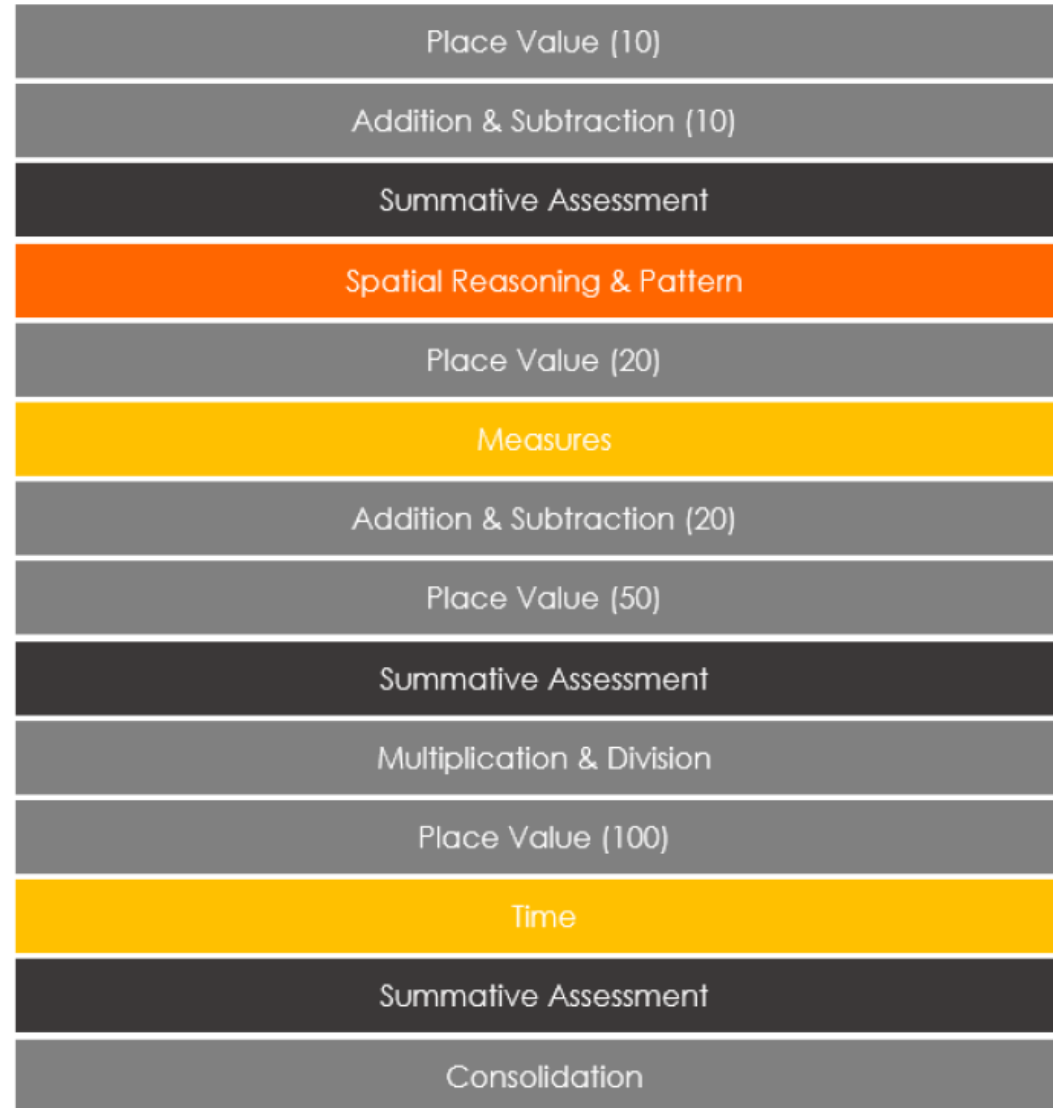 Place Value (10)
Addition & Subtraction (10)
Summative Assessment
Spatial Reasoning & Pattern
Place Value (20)
Measures
Addition & Subtraction (20)
Place Value (50)
Summative Assessment
Multiplication & Division
Place Value (100)
Time
Summative Assessment
Consolidation